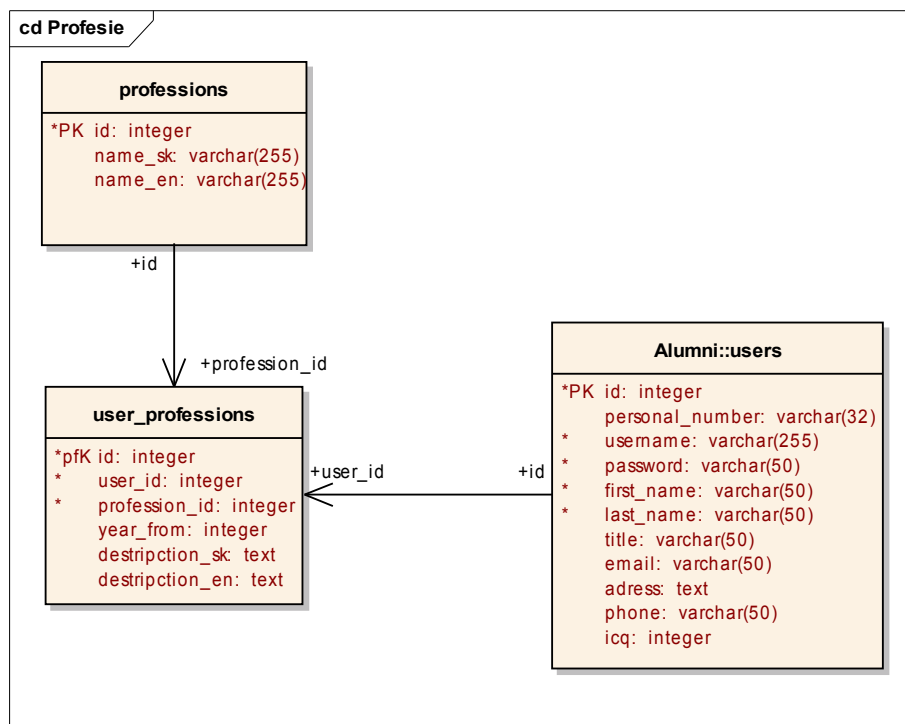 cd Profesie
professions
*PK id: integer
name_sk: varchar(255)
name_en: varchar(255)
+id
+profession_id
user_professions
*pfK id: integer
* user_id: integer
* profession_id: integer
year_from: integer
destripction_sk: text
destripction_en: text
+user_id
+id
Alumni::users
*PK id: integer
personal_number: varchar(32)
* username: varchar(255)
* password: varchar(50)
* first_name: varchar(50)
* last_name: varchar(50)
title: varchar(50)
email: varchar(50)
adress: text
phone: varchar(50)
icq: integer